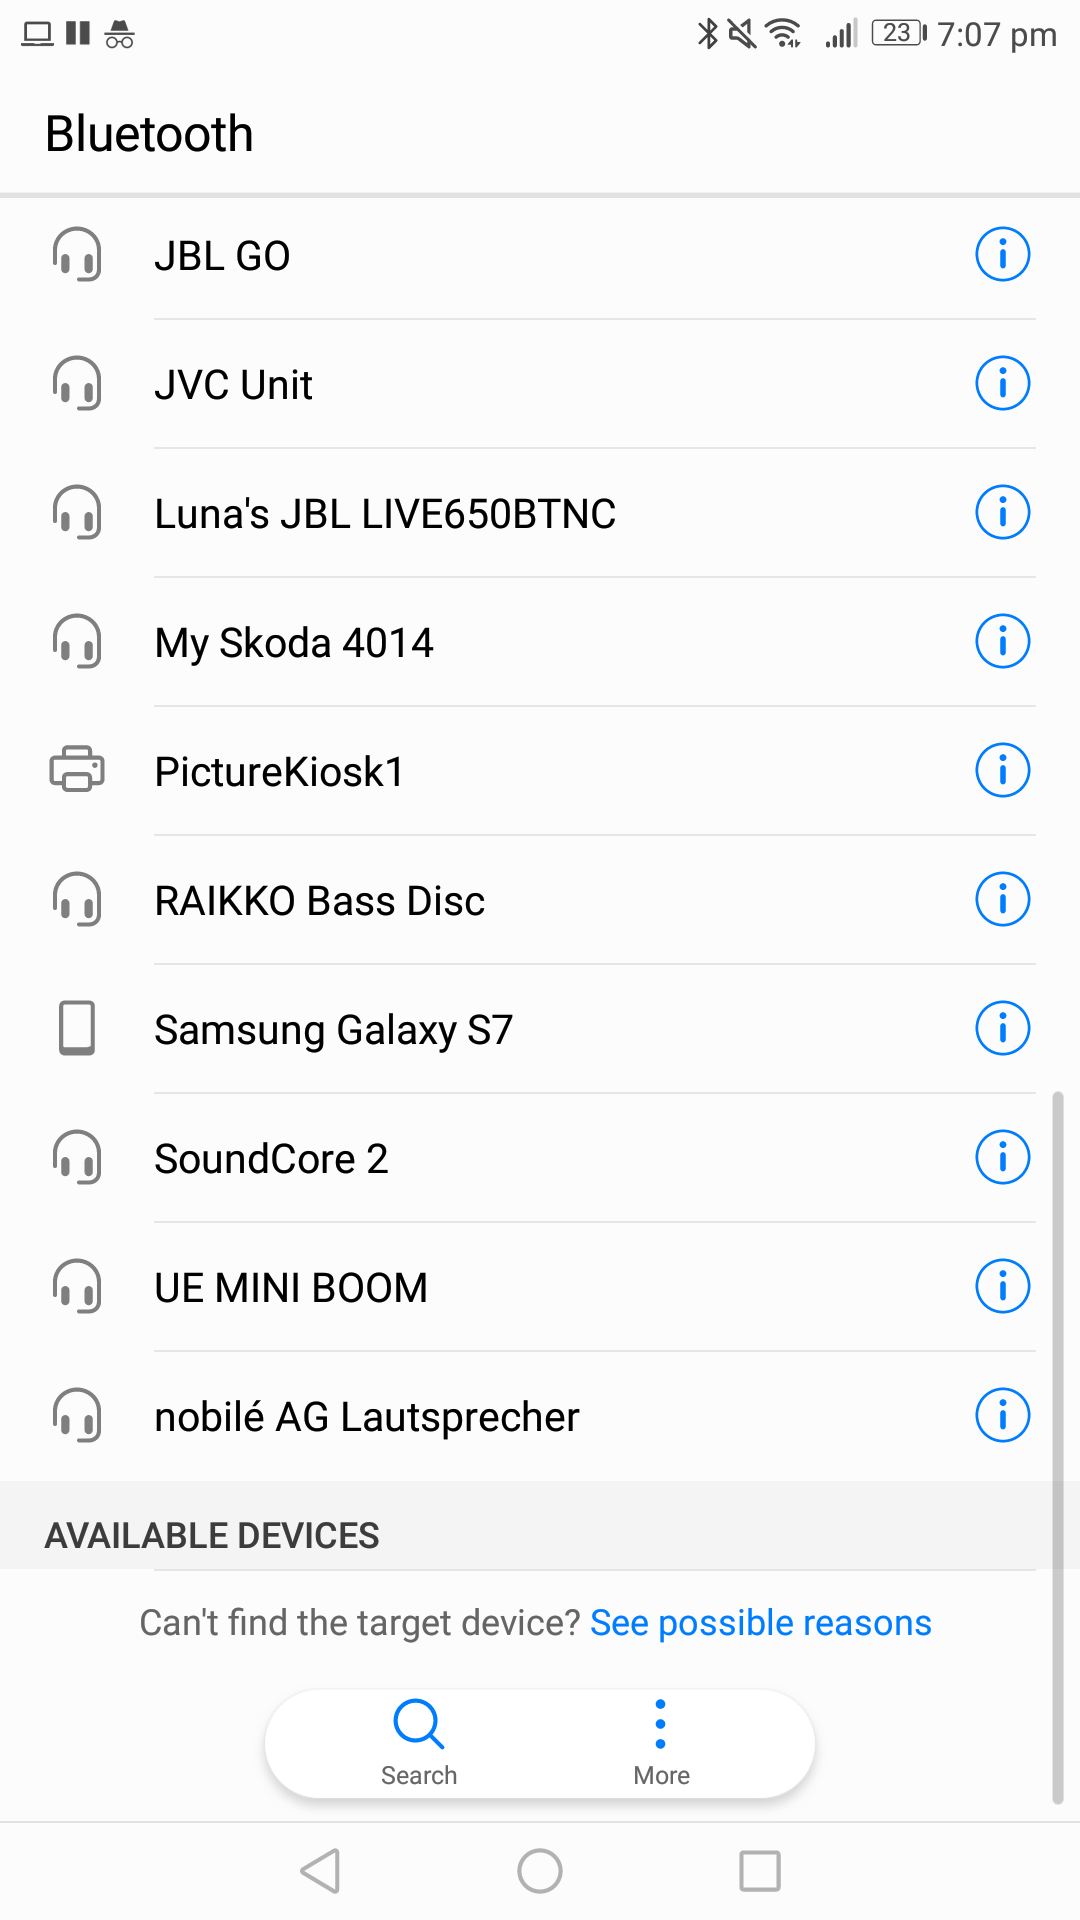 23 7:07 pm
Bluetooth
JBL GO
JVC Unit
Luna's JBL LIVE650BTNC
My Skoda 4014
PictureKiosk1
RAIKKO Bass Disc
Samsung Galaxy S7
SoundCore 2
UE MINI BOOM
nobilé AG Lautsprecher
AVAILABLE DEVICES
Can't find the target device? See possible reasons
Search More